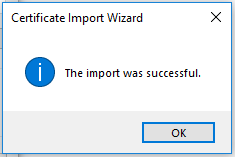 Certificate Import Wizard
The import was successful.
OK